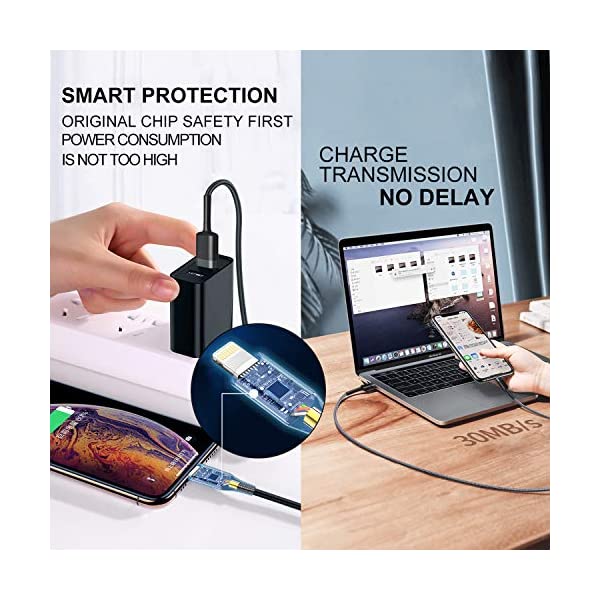 SMART PROTECTION
ORIGINAL CHIP SAFETY FIRST
POWER CONSUMPTION
IS NOT TOO HIGH
CHARGE
TRANSMISSION
NO DELAY
30MB/S